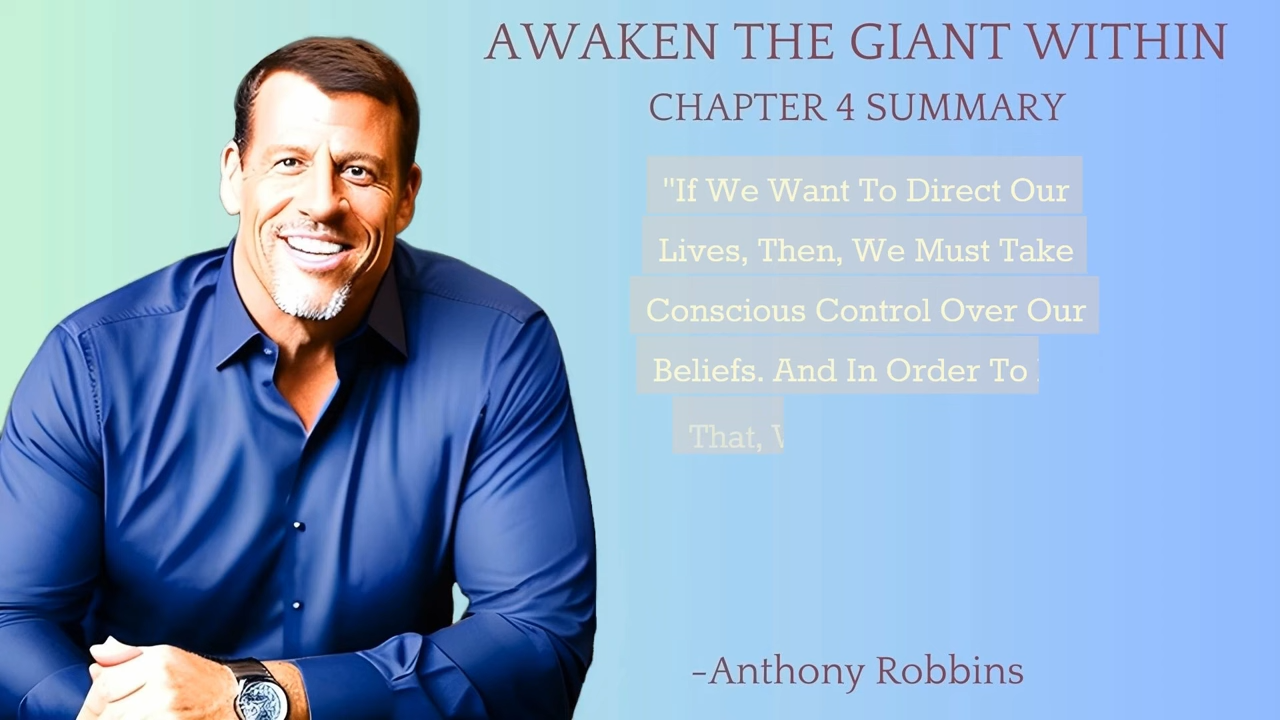 AWAKEN THE GIANT WITHIN
CHAPTER 4 SUMMARY
"If We Want To Direct Our
Lives, Then, We Must Take
Conscious Control Over Our
Beliefs. And In Order To
That,
-Anthony Robbins